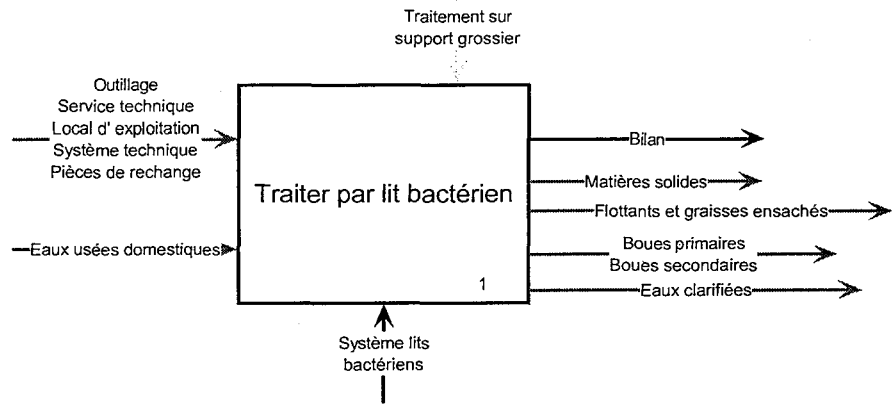 Traitement sur
support grossier
Outillage
Service technique
Local d' exploitation
Système technique
Pièces de rechange
Eaux usées domestiques
Traiter par lit bactérien
1
Bilan
Matières solides
Flottants et graisses ensachés
Boues primaires
Boues secondaires
Eaux clarifiées
Système lits
bactériens